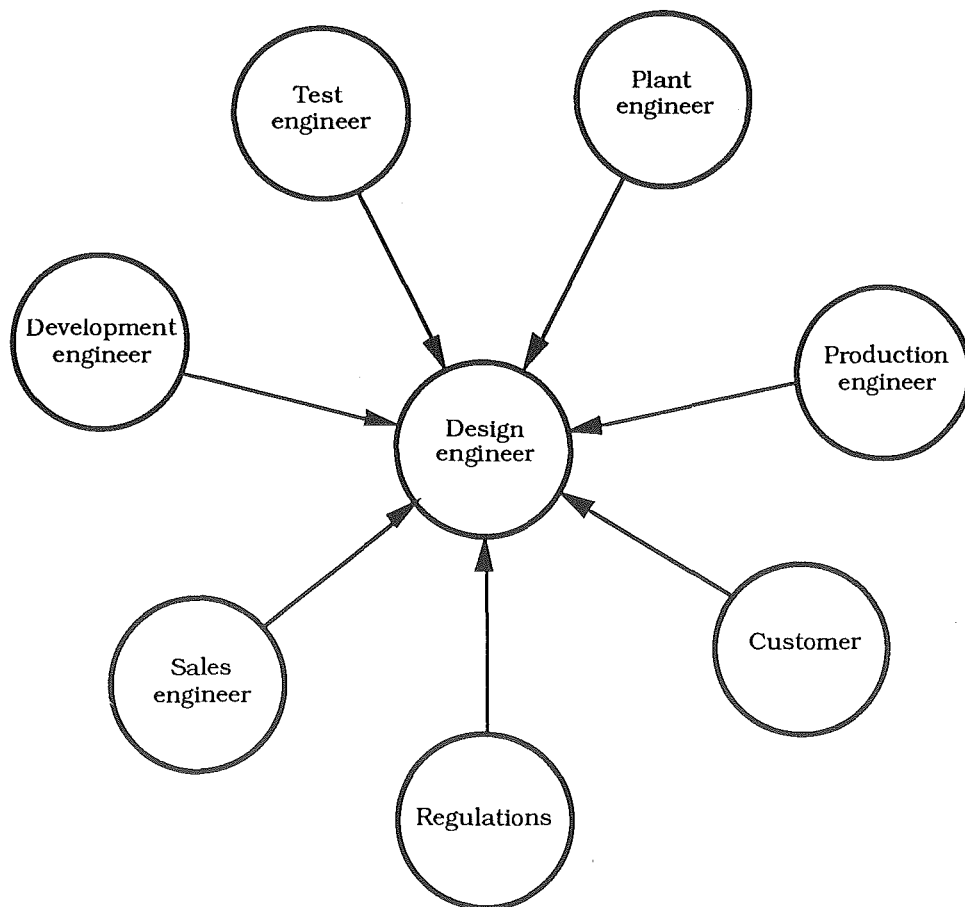 Test
engineer
Plant
engineer
Development
engineer
Production
engineer
Design
engineer
Sales
engineer
Customer
Regulations